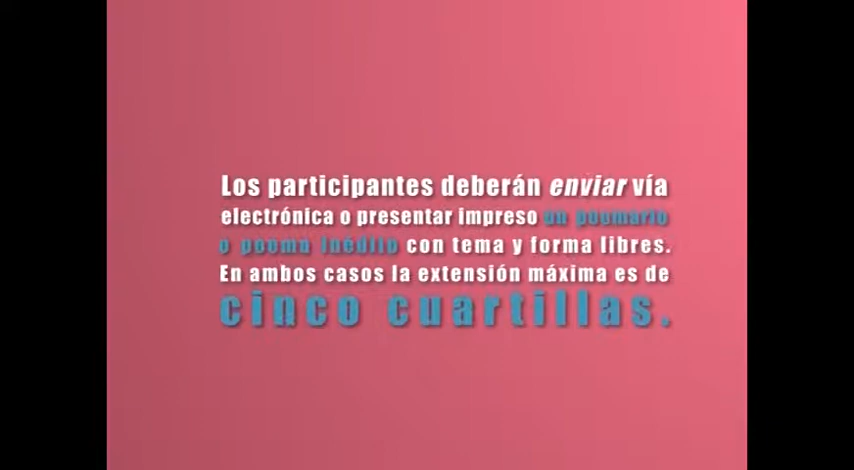 Los participantes deberán enviar vía
electrónica o presentar impreso un poemario
o poema inédito con tema y forma libres.
En ambos casos la extensión máxima es de
cinco cuartillas.